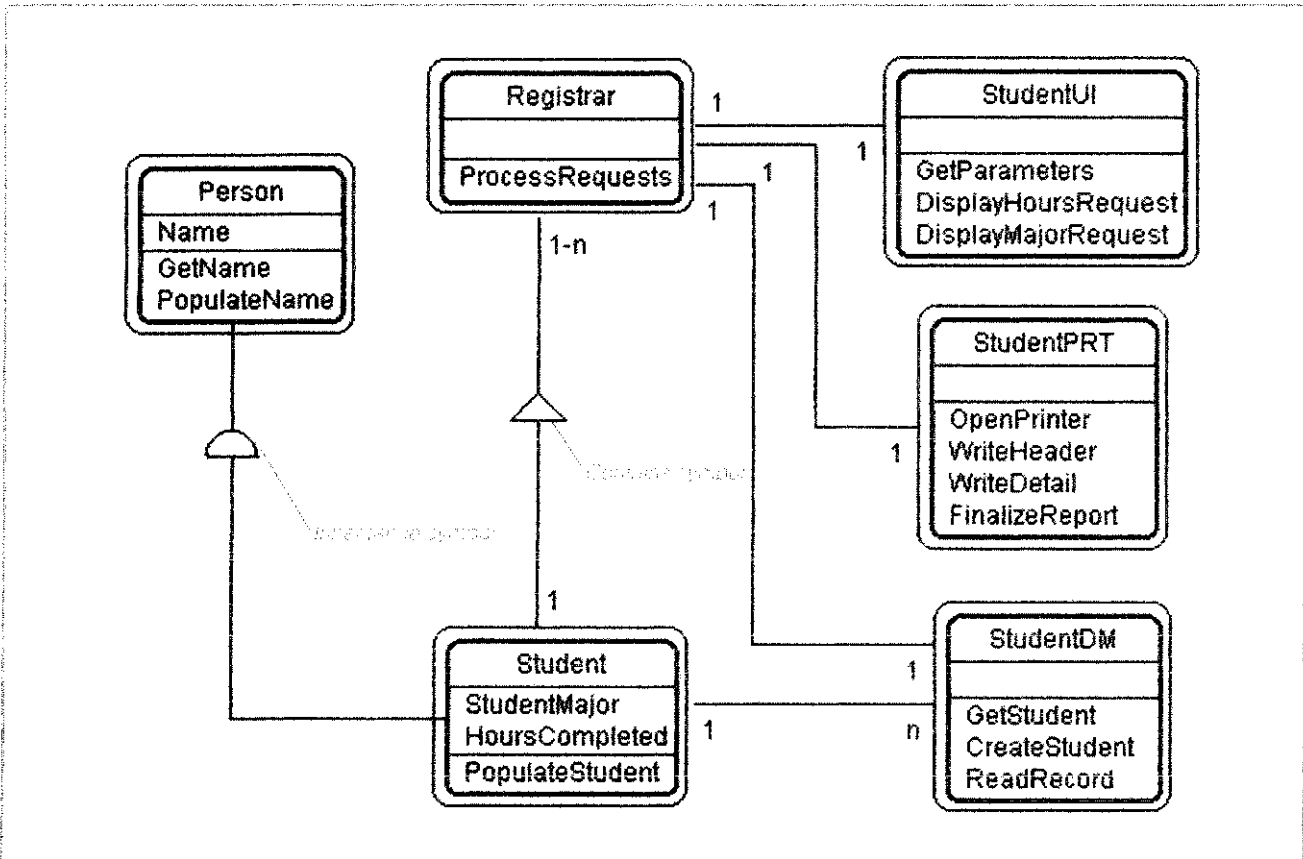 Registrar
ProcessRequests
StudentUI
GetParameters
DisplayHoursRequest
DisplayMajorRequest
Person
Name
GetName
PopulateName
StudentPRT
OpenPrinter
WriteHeader
WriteDetail
FinalizeReport
Student
StudentMajor
HoursCompleted
PopulateStudent
StudentDM
GetStudent
CreateStudent
ReadRecord
1
1
1
1
1-n
1
1
1
1
n